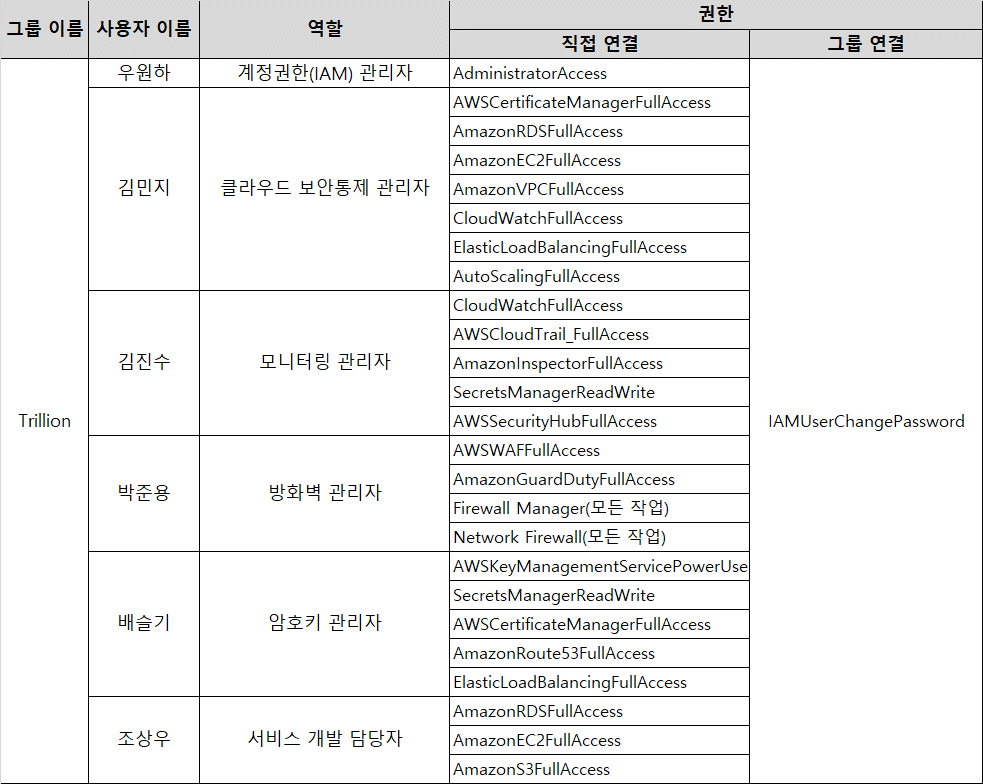 그룹 이름 사용자 이름 역할 권한
직접 연결 그룹 연결
Trillion
우원하 계정권한(IAM) 관리자 AdministratorAccess
김민지 클라우드 보안통제 관리자
AWSCertificateManagerFullAccess
AmazonRDSFullAccess
AmazonEC2FullAccess
AmazonVPCFullAccess
CloudWatchFullAccess
ElasticLoadBalancingFullAccess
AutoScalingFullAccess
김진수 모니터링 관리자
CloudWatchFullAccess
AWSCloudTrail_FullAccess
AmazonInspectorFullAccess
SecretsManagerReadWrite
AWSSecurityHubFullAccess
박준용 방화벽 관리자
AWSWAFFullAccess
AmazonGuardDutyFullAccess
Firewall Manager(모든 작업)
Network Firewall(모든 작업)
배슬기 암호키 관리자
AWSKeyManagementServicePowerUse
SecretsManagerReadWrite
AWSCertificateManagerFullAccess
AmazonRoute53FullAccess
ElasticLoadBalancingFullAccess
조상우 서비스 개발 담당자
AmazonRDSFullAccess
AmazonEC2FullAccess
AmazonS3FullAccess
IAMUserChangePassword